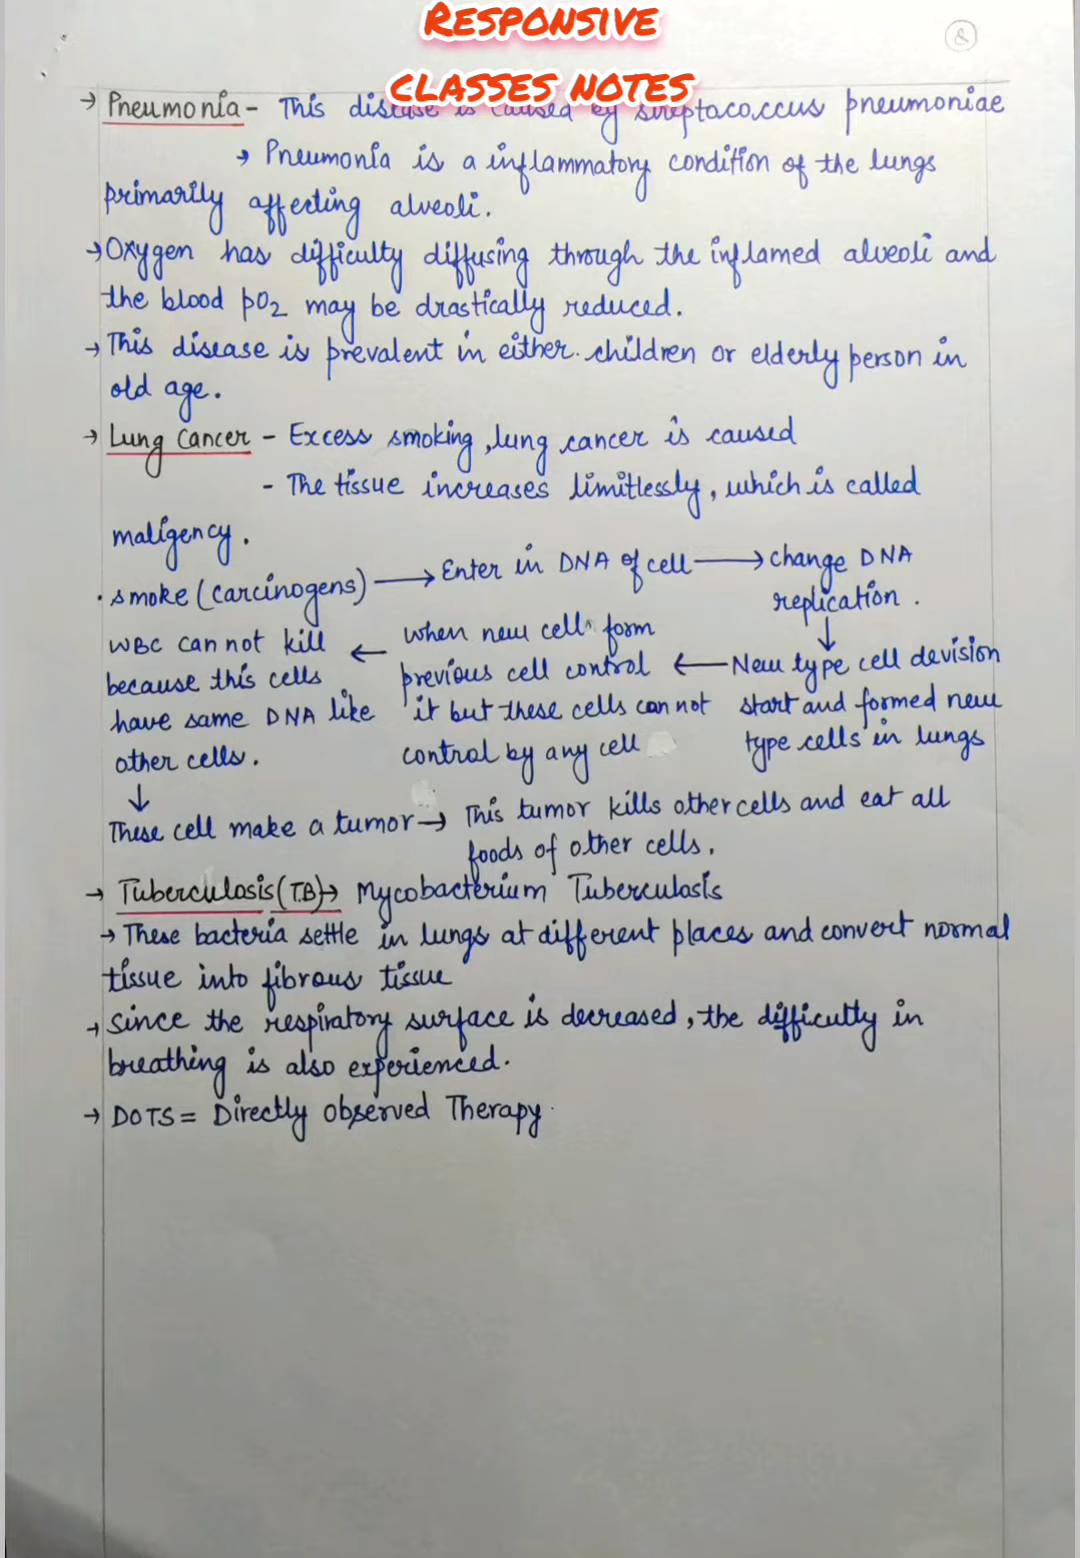 RESPONSIVE
CLASSES NOTES
8
→ Pneumonia - This disease is caused by streptacoccus pneumoniae
→ Pneumonia is a inflammatory condition of the lungs
primarily affecting alveoli.
→ Oxygen has difficulty diffusing through the inflamed alveoli and
the blood pO2 may be drastically reduced.
→ This disease is prevalent in either children or elderly person in
old age.
→ Lung Cancer - Excess smoking, lung cancer is caused
- The tissue increases limitlessly, which is called
maligency.
• smoke (carcinogens) → Enter in DNA of cell → change DNA
replication.
↓
New type cell devision
start and formed new
type cells in lungs
← when new cells form
previous cell control
it but these cells can not
control by any cell
← WBC can not kill
because this cells
have same DNA like
other cells.
↓
These cell make a tumor → This tumor kills other cells and eat all
foods of other cells.
→ Tuberculosis (T.B) → Mycobacterium Tuberculosis
→ These bacteria settle in lungs at different places and convert normal
tissue into fibrous tissue
→ Since the respiratory surface is decreased, the difficulty in
breathing is also experienced.
→ DOTS = Directly observed Therapy.